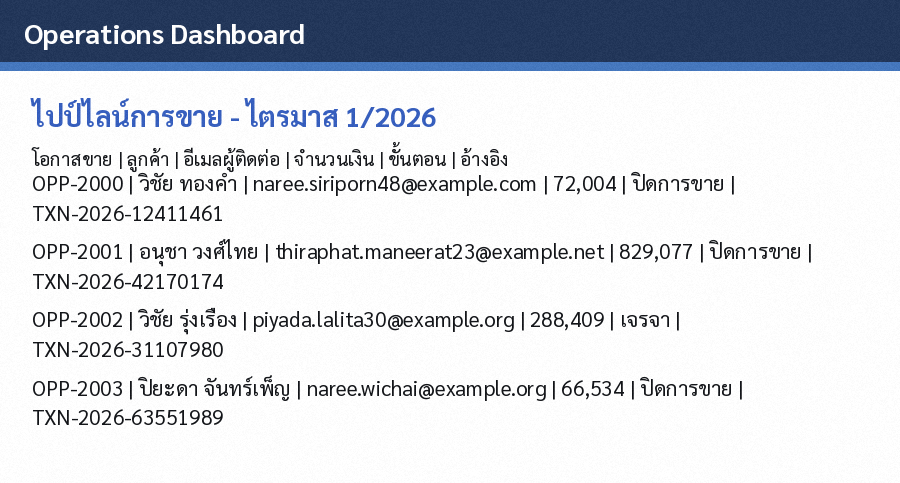 Operations Dashboard
ไปป์ไลน์การขาย - ไตรมาส 1/2026
โอกาสขาย | ลูกค้า | อีเมลผู้ติดต่อ | จำนวนเงิน | ขั้นตอน | อ้างอิง
OPP-2000 | วิชัย ทองคำ | naree.siriporn48@example.com | 72,004 | ปิดการขาย |
TXN-2026-12411461
OPP-2001 | อนุชา วงศ์ไทย | thiraphat.maneerat23@example.net | 829,077 | ปิดการขาย |
TXN-2026-42170174
OPP-2002 | วิชัย รุ่งเรือง | piyada.lalita30@example.org | 288,409 | เจรจา |
TXN-2026-31107980
OPP-2003 | ปิยะดา จันทร์เพ็ญ | naree.wichai@example.org | 66,534 | ปิดการขาย |
TXN-2026-63551989